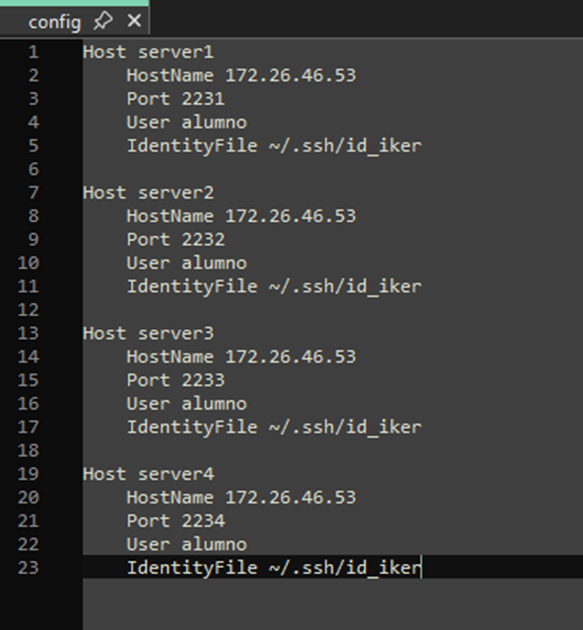 config
1 Host server1
2     HostName 172.26.46.53
3     Port 2231
4     User alumno
5     IdentityFile ~/.ssh/id_iker
6
7 Host server2
8     HostName 172.26.46.53
9     Port 2232
10     User alumno
11     IdentityFile ~/.ssh/id_iker
12
13 Host server3
14     HostName 172.26.46.53
15     Port 2233
16     User alumno
17     IdentityFile ~/.ssh/id_iker
18
19 Host server4
20     HostName 172.26.46.53
21     Port 2234
22     User alumno
23     IdentityFile ~/.ssh/id_iker